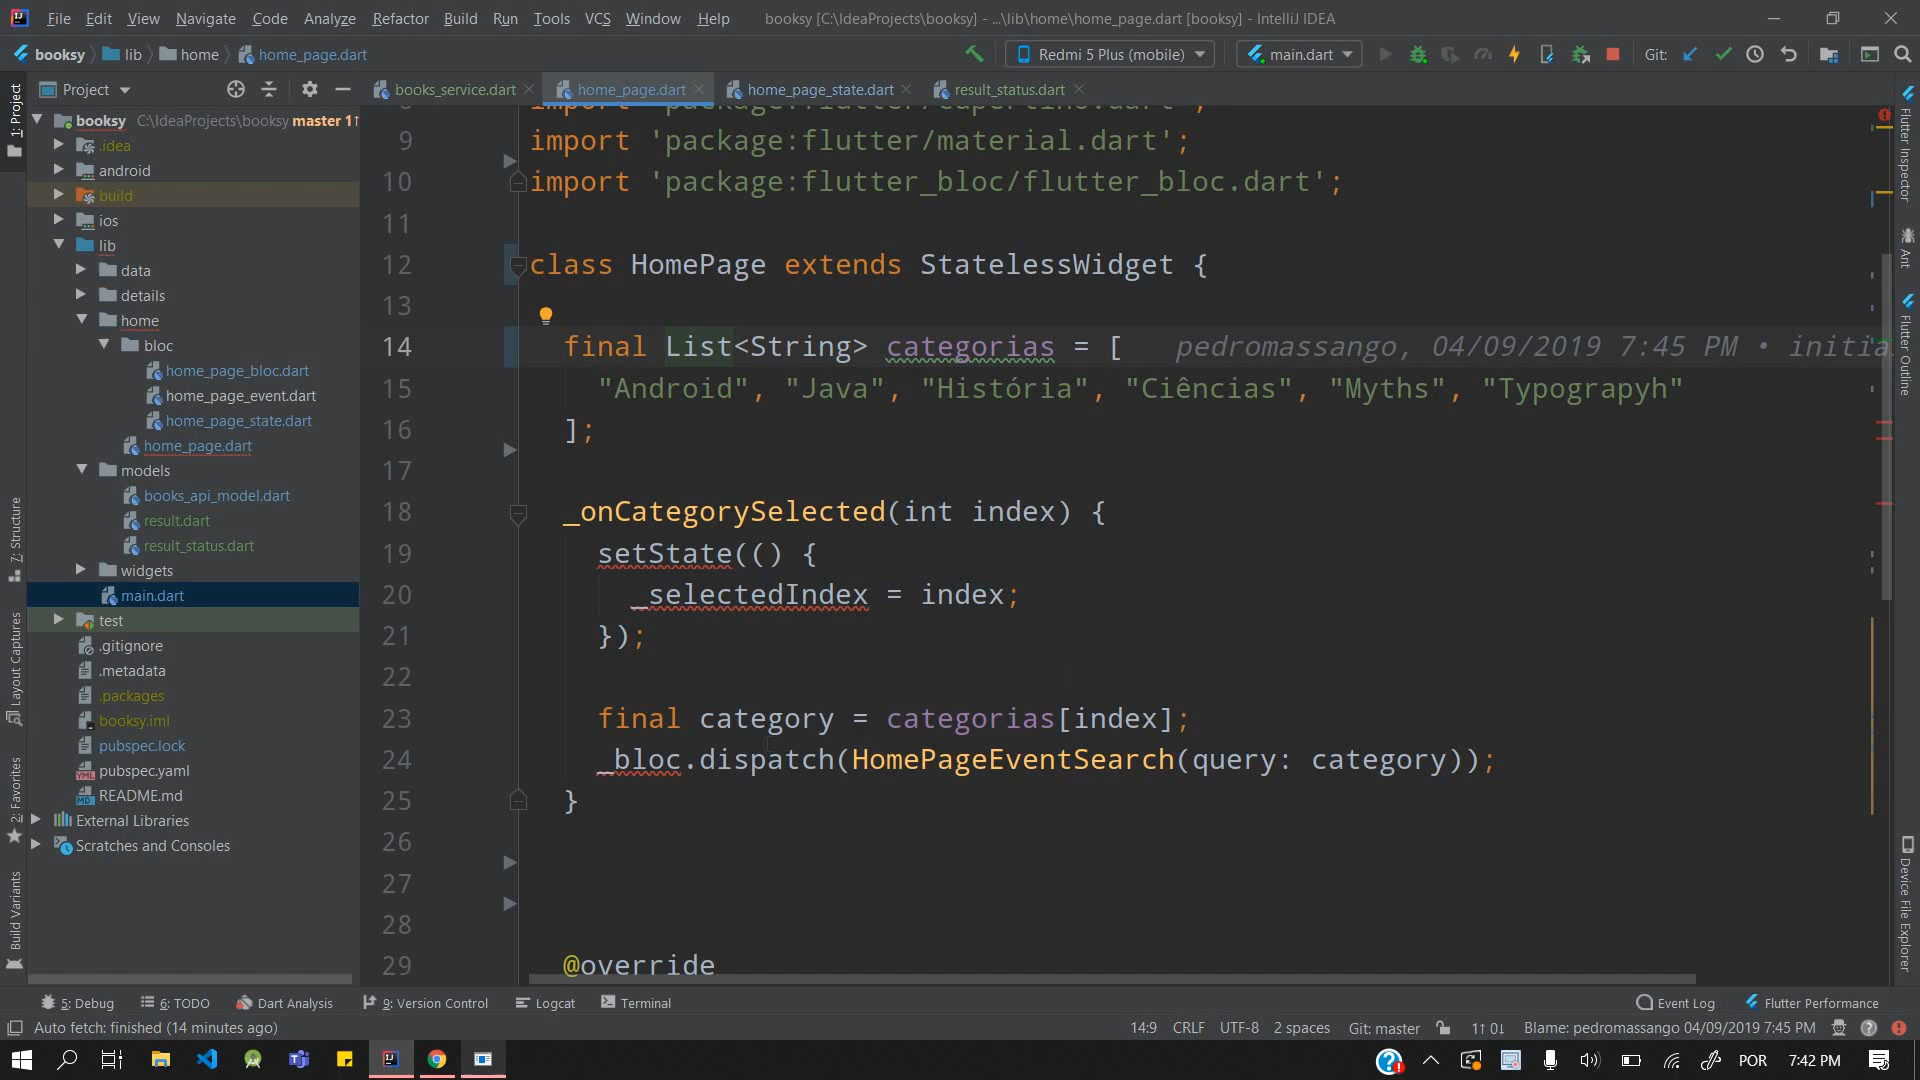 File Edit View Navigate Code Analyze Refactor Build Run Tools VCS Window Help booksy [C:\IdeaProjects\booksy] - ...\lib\home\home_page.dart [booksy] - IntelliJ IDEA
booksy lib home home_page.dart Redmi 5 Plus (mobile) main.dart Git:
Project
books_service.dart home_page.dart home_page_state.dart result_status.dart
booksy C:\IdeaProjects\booksy master 1↑
.idea
android
build
ios
lib
data
details
home
bloc
home_page_bloc.dart
home_page_event.dart
home_page_state.dart
home_page.dart
models
books_api_model.dart
result.dart
result_status.dart
widgets
main.dart
test
.gitignore
.metadata
.packages
booksy.iml
pubspec.lock
pubspec.yaml
README.md
External Libraries
Scratches and Consoles
1: Project
7: Structure
Layout Captures
2: Favorites
Build Variants
9 import 'package:flutter/material.dart';
10 import 'package:flutter_bloc/flutter_bloc.dart';
11
12 class HomePage extends StatelessWidget {
13
14 final List<String> categorias = [ pedromassango, 04/09/2019 7:45 PM • initia
15 "Android", "Java", "História", "Ciências", "Myths", "Typograpyh"
16 ];
17
18 _onCategorySelected(int index) {
19 setState(() {
20 _selectedIndex = index;
21 });
22
23 final category = categorias[index];
24 _bloc.dispatch(HomePageEventSearch(query: category));
25 }
26
27
28
29 @override
Flutter Inspector
Ant
Flutter Outline
Device File Explorer
5: Debug 6: TODO Dart Analysis 9: Version Control Logcat Terminal Event Log Flutter Performance
Auto fetch: finished (14 minutes ago) 14:9 CRLF UTF-8 2 spaces Git: master 1↑ 0↓ Blame: pedromassango 04/09/2019 7:45 PM
POR 7:42 PM